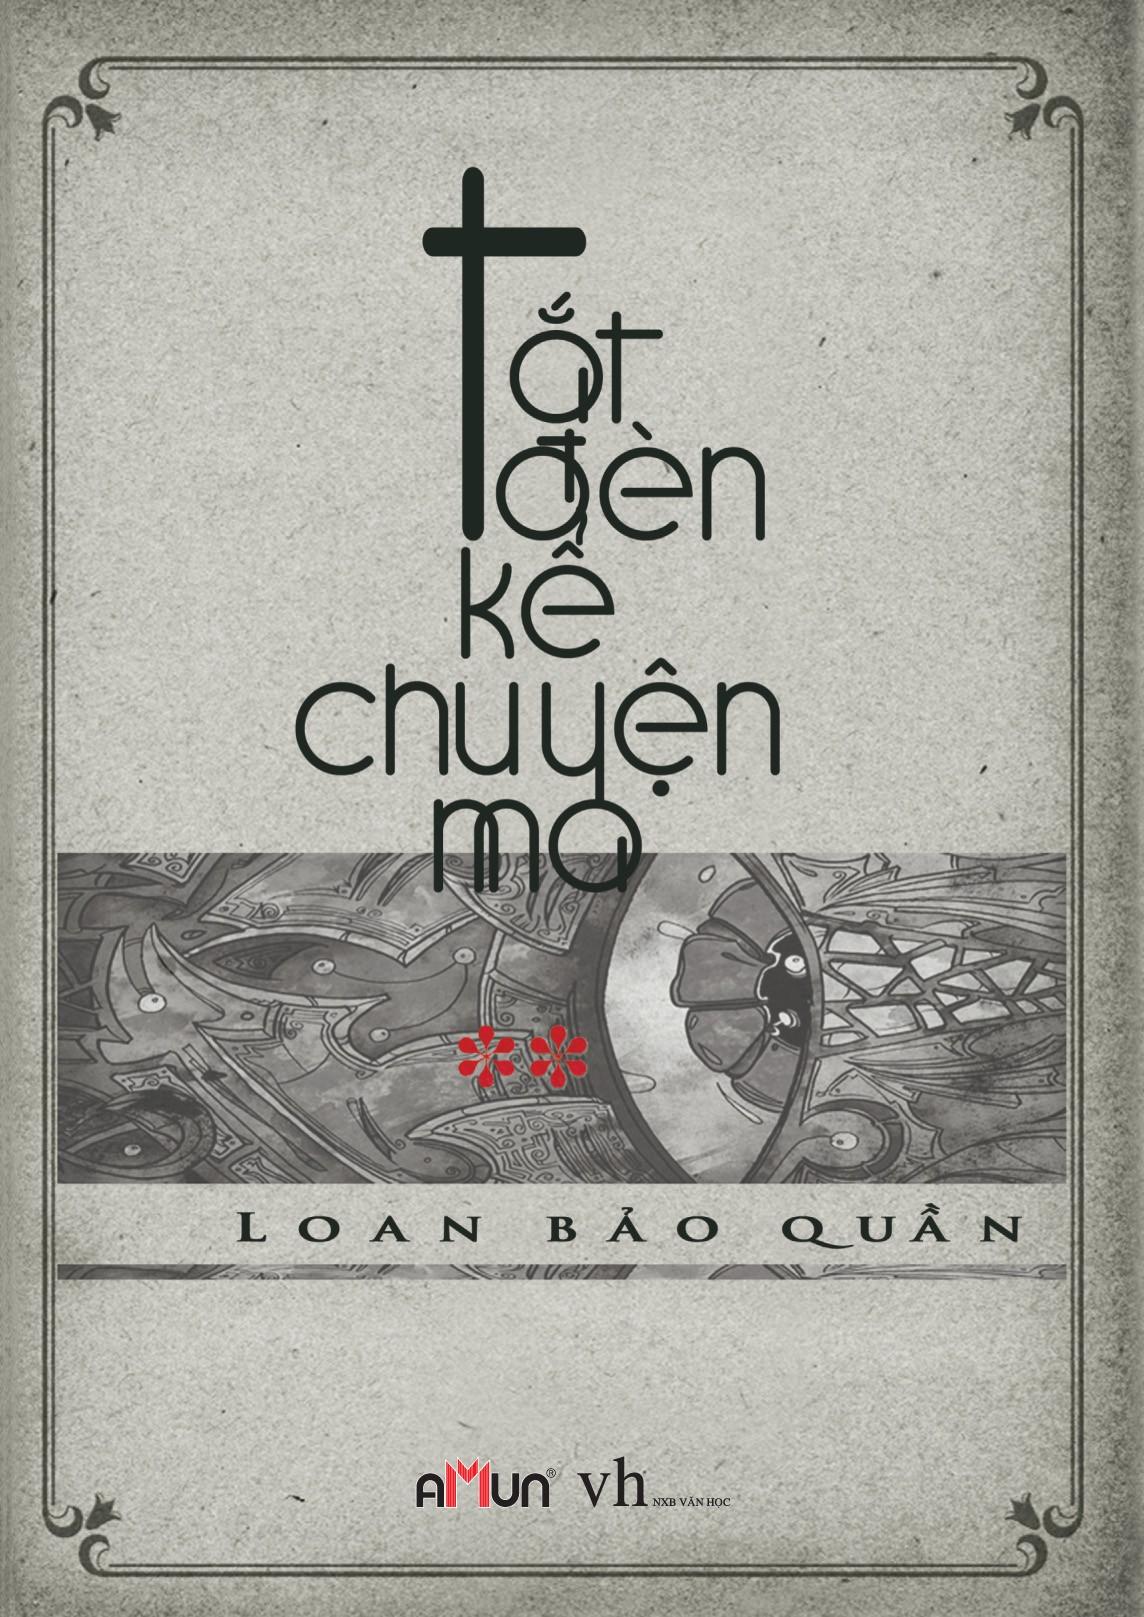 tắt
đèn
kể
chuyện
ma
Loan bảo quần
AMUN® vh NXB VĂN HỌC